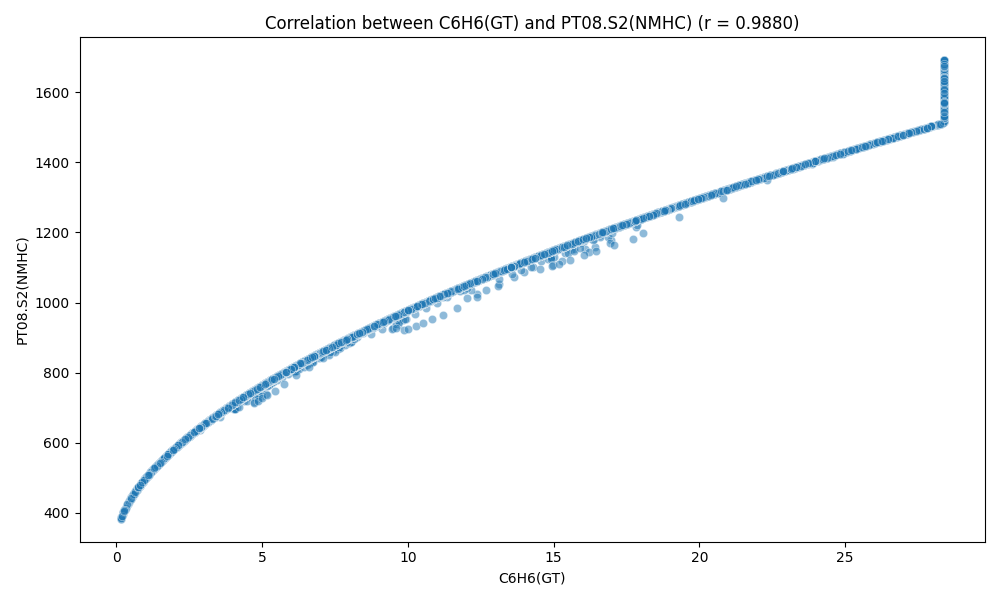 Correlation between C6H6(GT) and PT08.S2(NMHC) (r = 0.9880)
PT08.S2(NMHC)
1600
1400
1200
1000
800
600
400
0 5 10 15 20 25
C6H6(GT)